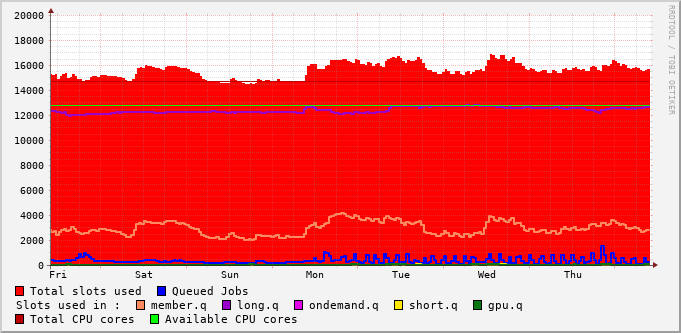 20000
18000
16000
14000
12000
10000
8000
6000
4000
2000
0
Fri Sat Sun Mon Tue Wed Thu
RRDTOOL / TOBI OETIKER
Total slots used Queued Jobs
Slots used in : member.q long.q ondemand.q short.q gpu.q
Total CPU cores Available CPU cores